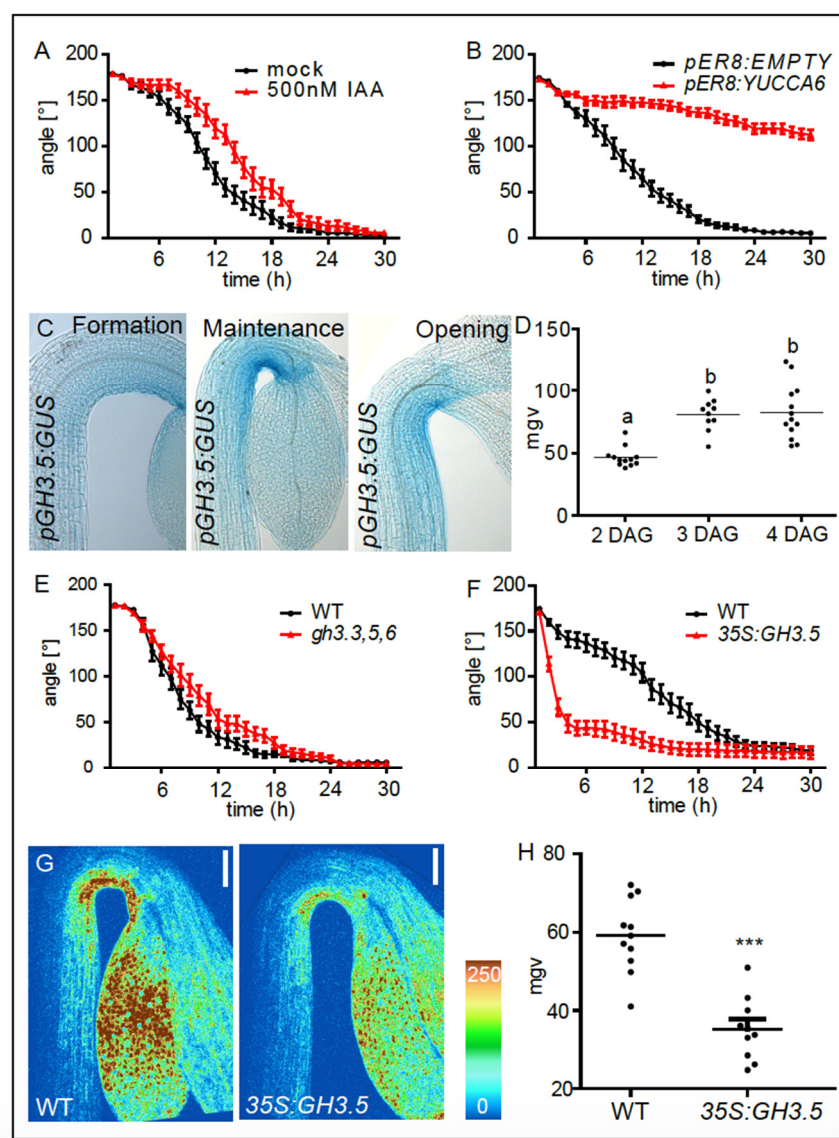 A
200
150
100
50
0
angle [°]
mock
500nM IAA
6 12 18 24 30
time (h)
B
200
150
100
50
0
angle [°]
pER8:EMPTY
pER8:YUCCA6
6 12 18 24 30
time (h)
C Formation
pGH3.5:GUS
Maintenance
pGH3.5:GUS
Opening
pGH3.5:GUS
D
150
100
50
0
mgv
a
b
b
2 DAG 3 DAG 4 DAG
E
200
150
100
50
0
angle [°]
WT
gh3.3,5,6
6 12 18 24 30
time (h)
F
200
150
100
50
0
angle [°]
WT
35S:GH3.5
6 12 18 24 30
time (h)
G
WT
35S:GH3.5
250
0
H
80
60
40
20
mgv
***
WT 35S:GH3.5